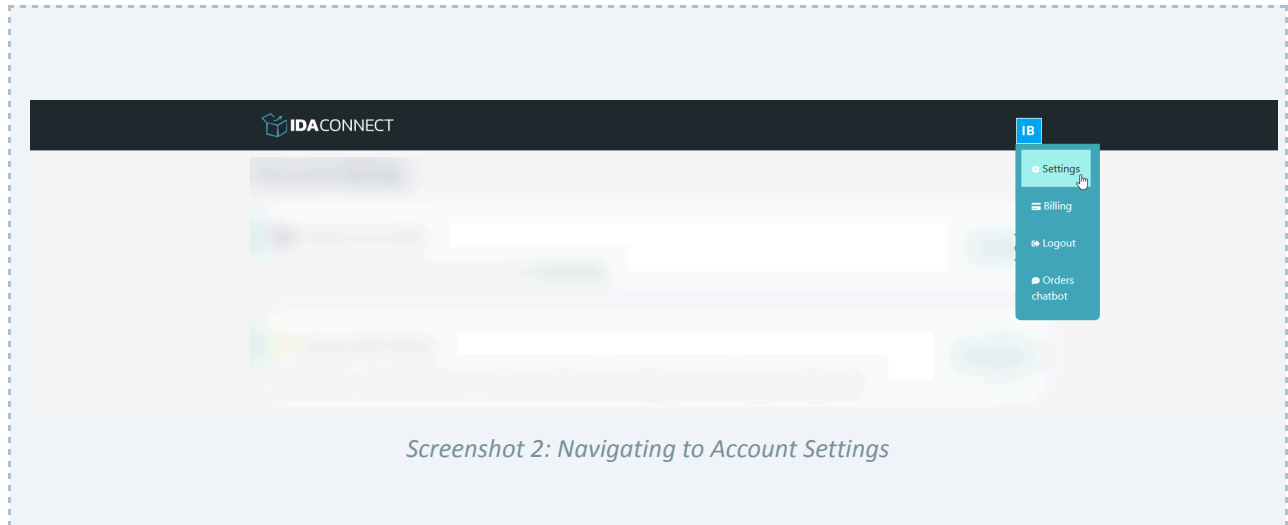 IDACONNECT
IB
Settings
Billing
Logout
Orders
chatbot
Screenshot 2: Navigating to Account Settings